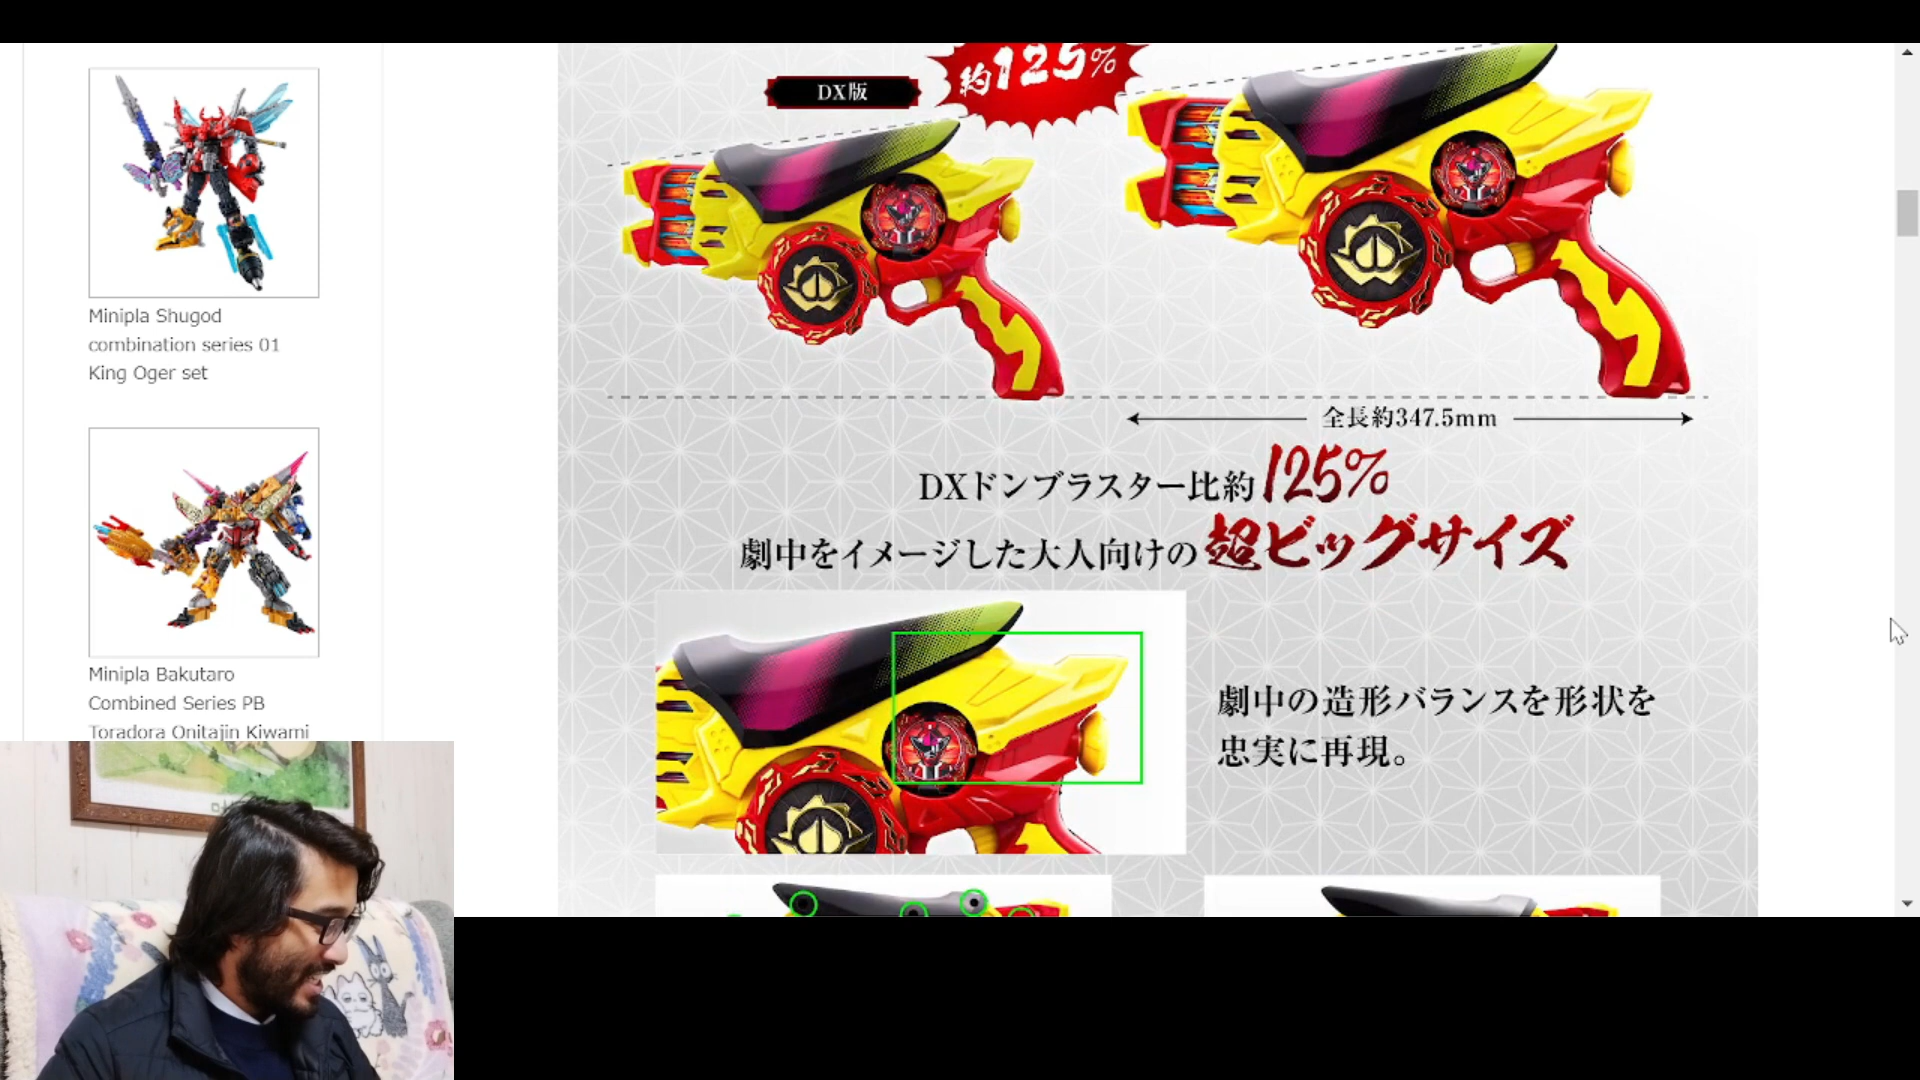 Minipla Shugod
combination series 01
King Oger set
Minipla Bakutaro
Combined Series PB
Toradora Onitajin Kiwami
DX版
約125%
全長約347.5mm
DXドンブラスター比約125%
劇中をイメージした大人向けの超ビッグサイズ
劇中の造形バランスを形状を
忠実に再現。